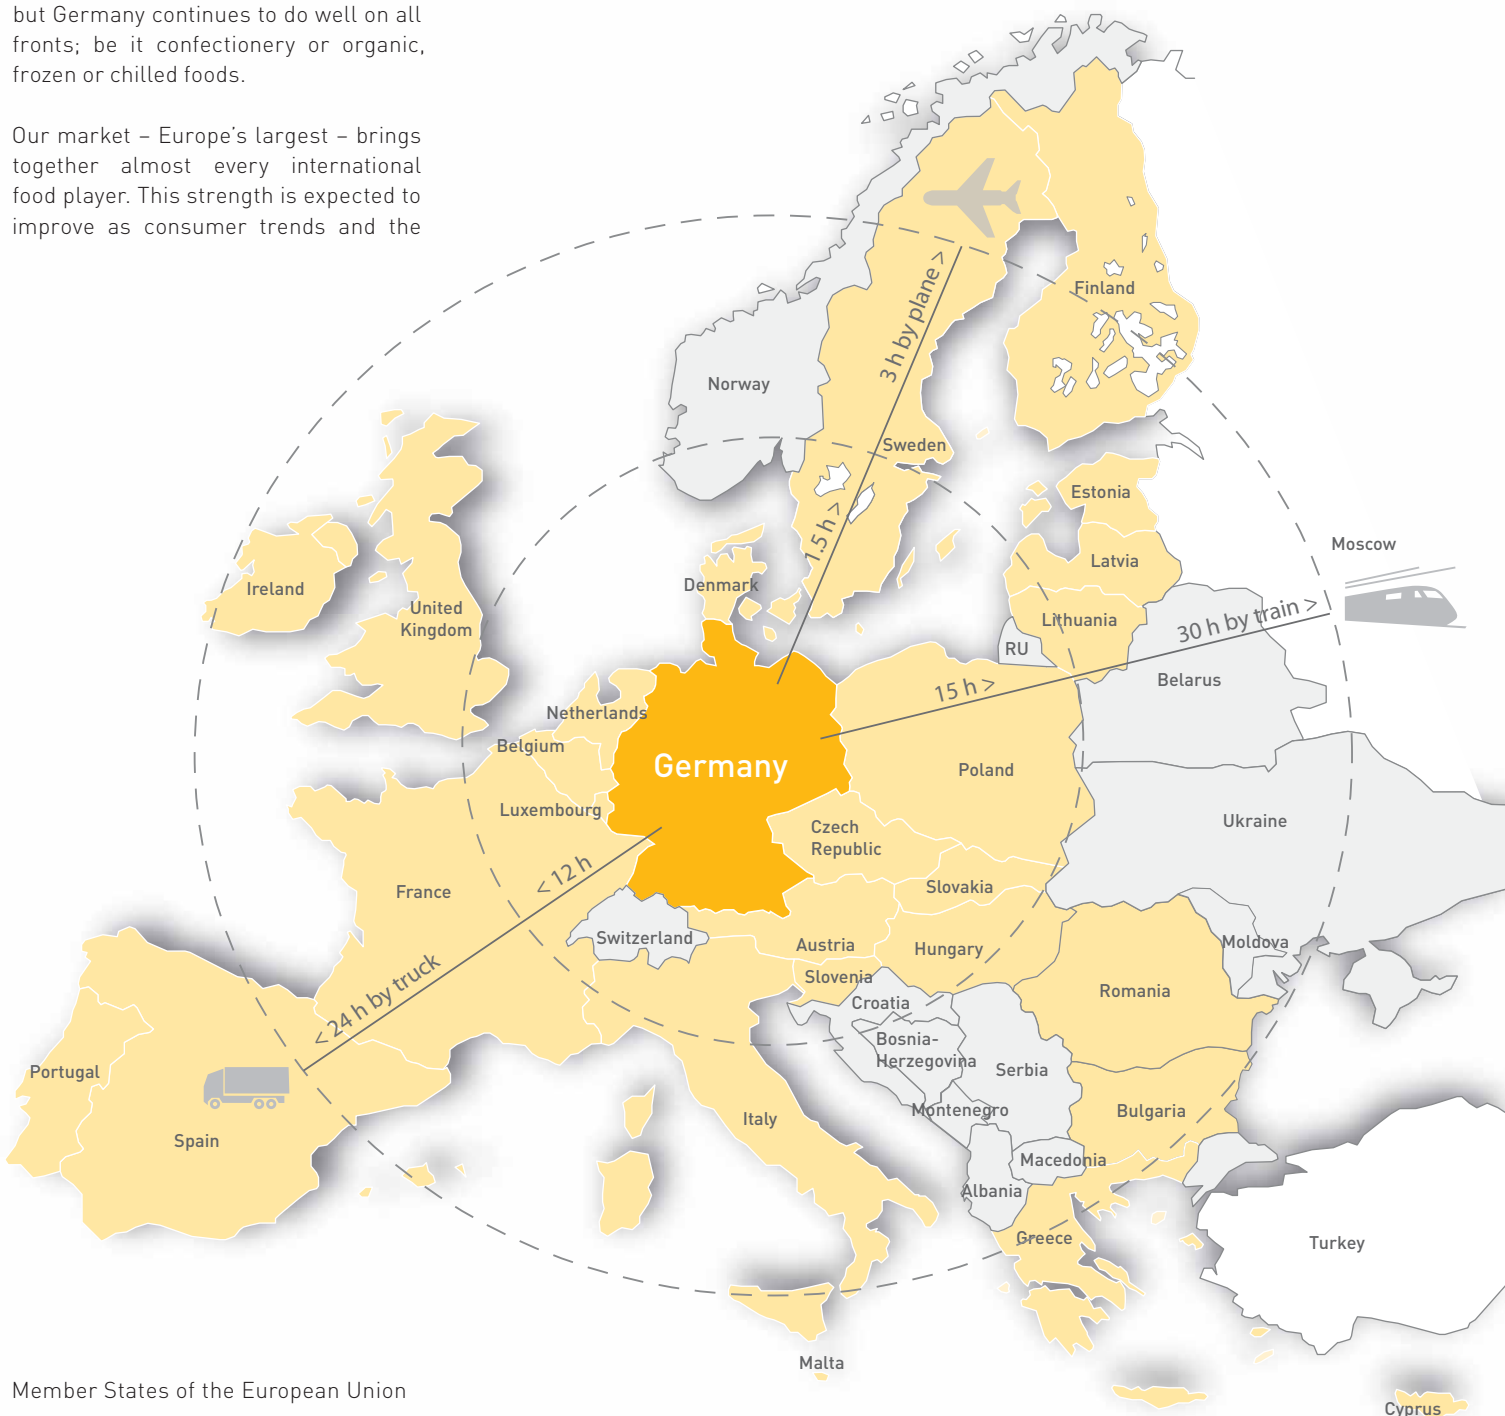 but Germany continues to do well on all
fronts; be it confectionery or organic,
frozen or chilled foods.
Our market – Europe's largest – brings
together almost every international
food player. This strength is expected to
improve as consumer trends and the
3 h by plane >
Finland
Norway
Sweden
Estonia
1.5 h >
Moscow
Latvia
Denmark
Ireland
United
Kingdom
Lithuania
30 h by train >
RU
Belarus
15 h >
Netherlands
Belgium
Germany
Poland
Luxembourg
Czech
Republic
Ukraine
< 12 h
Slovakia
France
Switzerland
Austria
Hungary
Moldova
Slovenia
< 24 h by truck
Croatia
Romania
Bosnia-
Herzegovina
Serbia
Portugal
Montenegro
Bulgaria
Italy
Spain
Macedonia
Albania
Greece
Turkey
Malta
Member States of the European Union
Cyprus